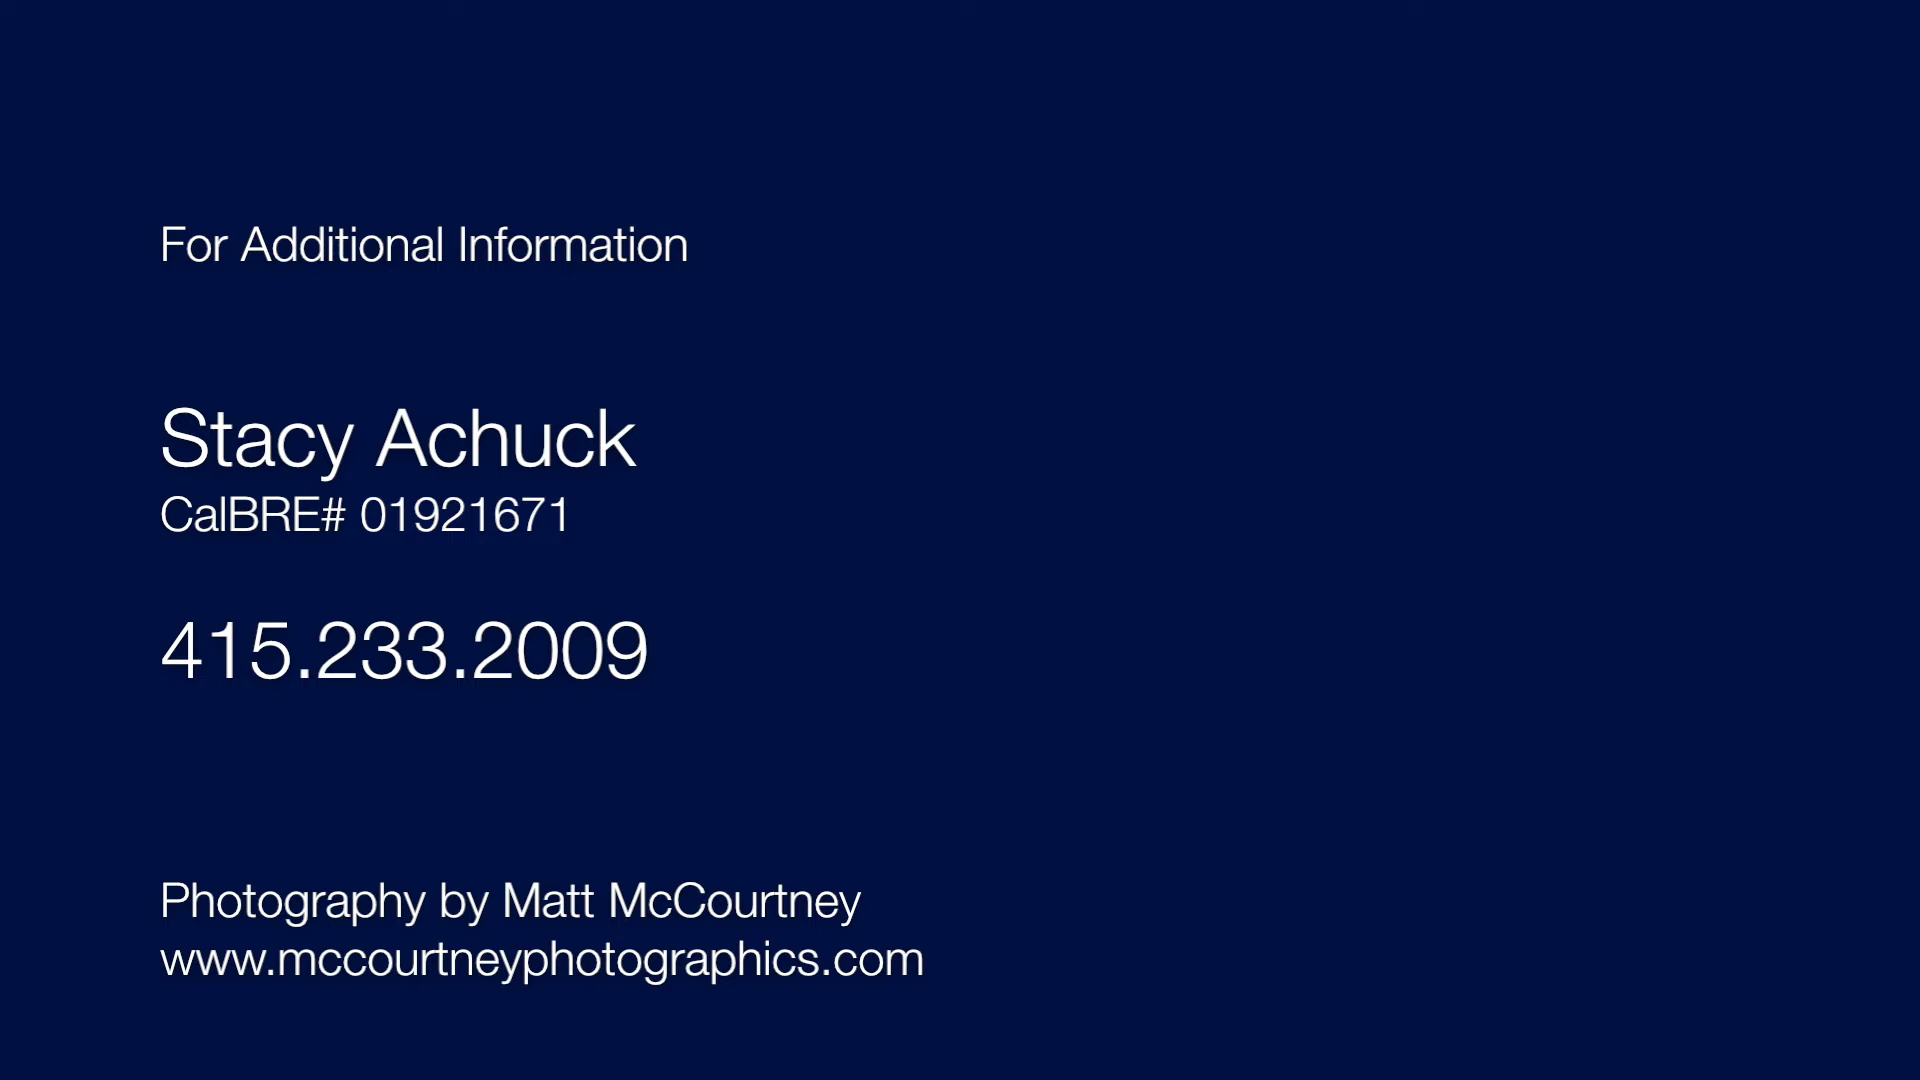 For Additional Information
Stacy Achuck
CalBRE# 01921671
415.233.2009
Photography by Matt McCourtney
www.mccourtneyphotographics.com